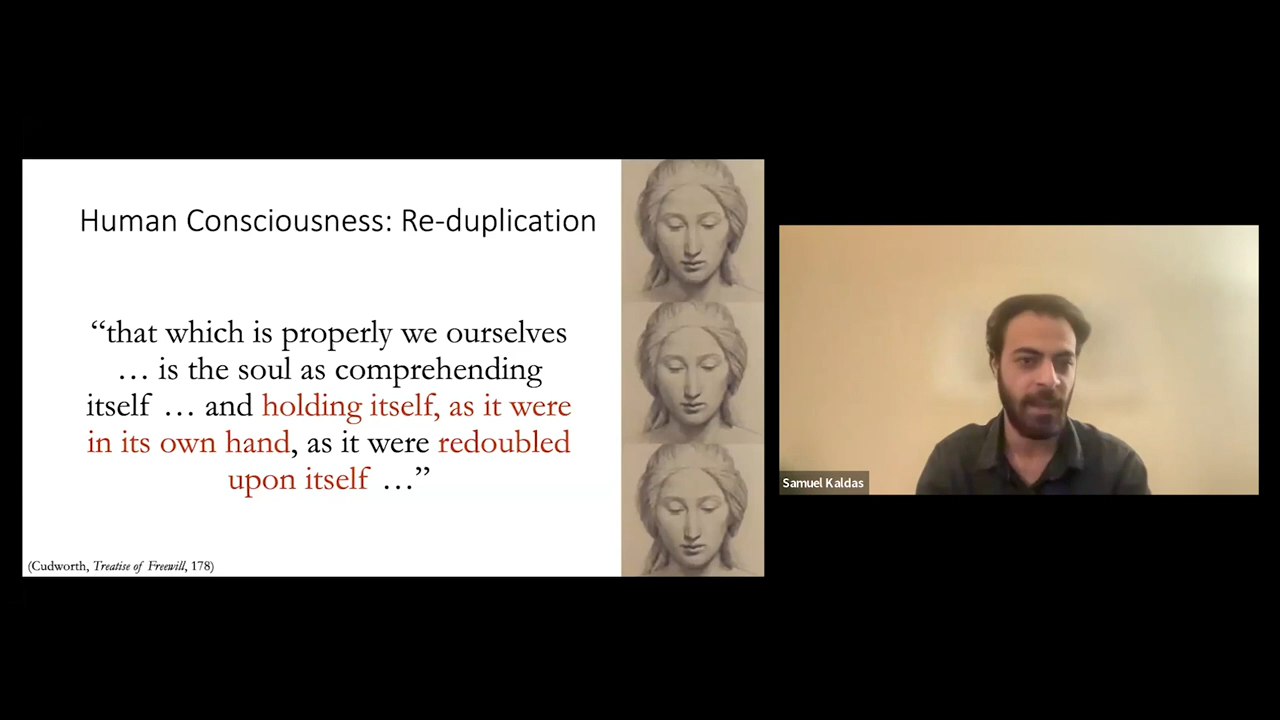 Human Consciousness: Re-duplication
“that which is properly we ourselves
… is the soul as comprehending
itself … and holding itself, as it were
in its own hand, as it were redoubled
upon itself …”
(Cudworth, Treatise of Freewill, 178)
Samuel Kaldas